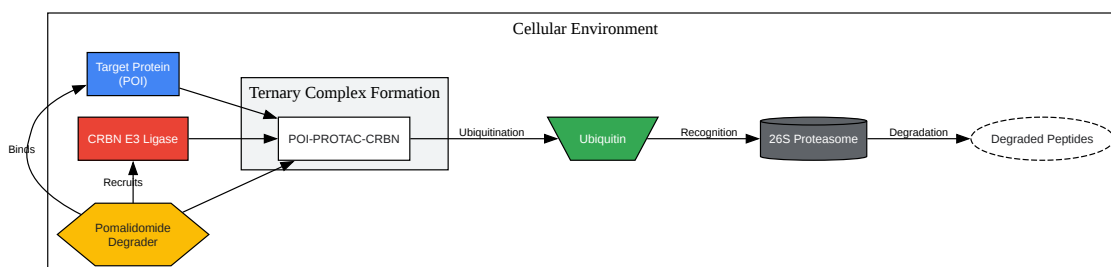 Cellular Environment
Target Protein
(POI)
Ternary Complex Formation
CRBN E3 Ligase
POI-PROTAC-CRBN
Ubiquitination
Ubiquitin
Recognition
26S Proteasome
Degradation
Degraded Peptides
Binds
Recruits
Pomalidomide
Degrader